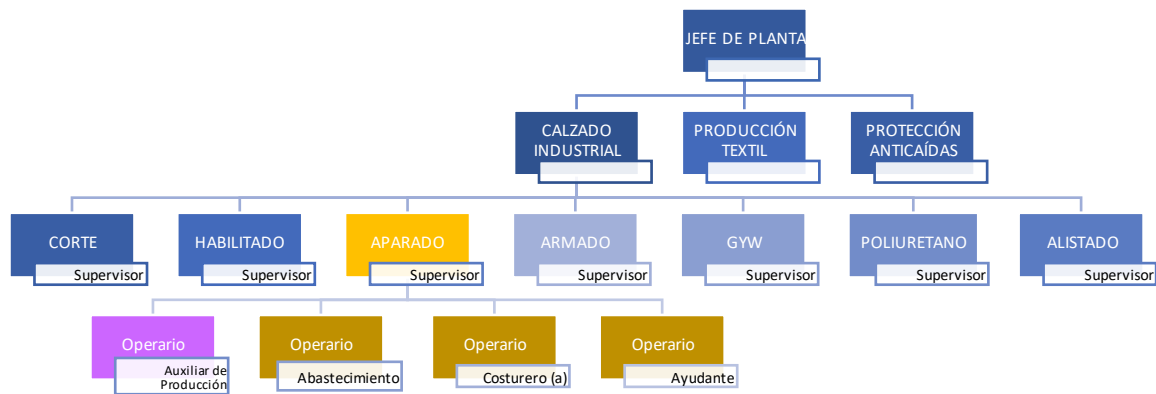 JEFE DE PLANTA
CALZADO
INDUSTRIAL
PRODUCCIÓN
TEXTIL
PROTECCIÓN
ANTICAÍDAS
CORTE
Supervisor
HABILITADO
Supervisor
APARADO
Supervisor
ARMADO
Supervisor
GYW
Supervisor
POLIURETANO
Supervisor
ALISTADO
Supervisor
Operario
Auxiliar de
Producción
Operario
Abastecimiento
Operario
Costurero (a)
Operario
Ayudante